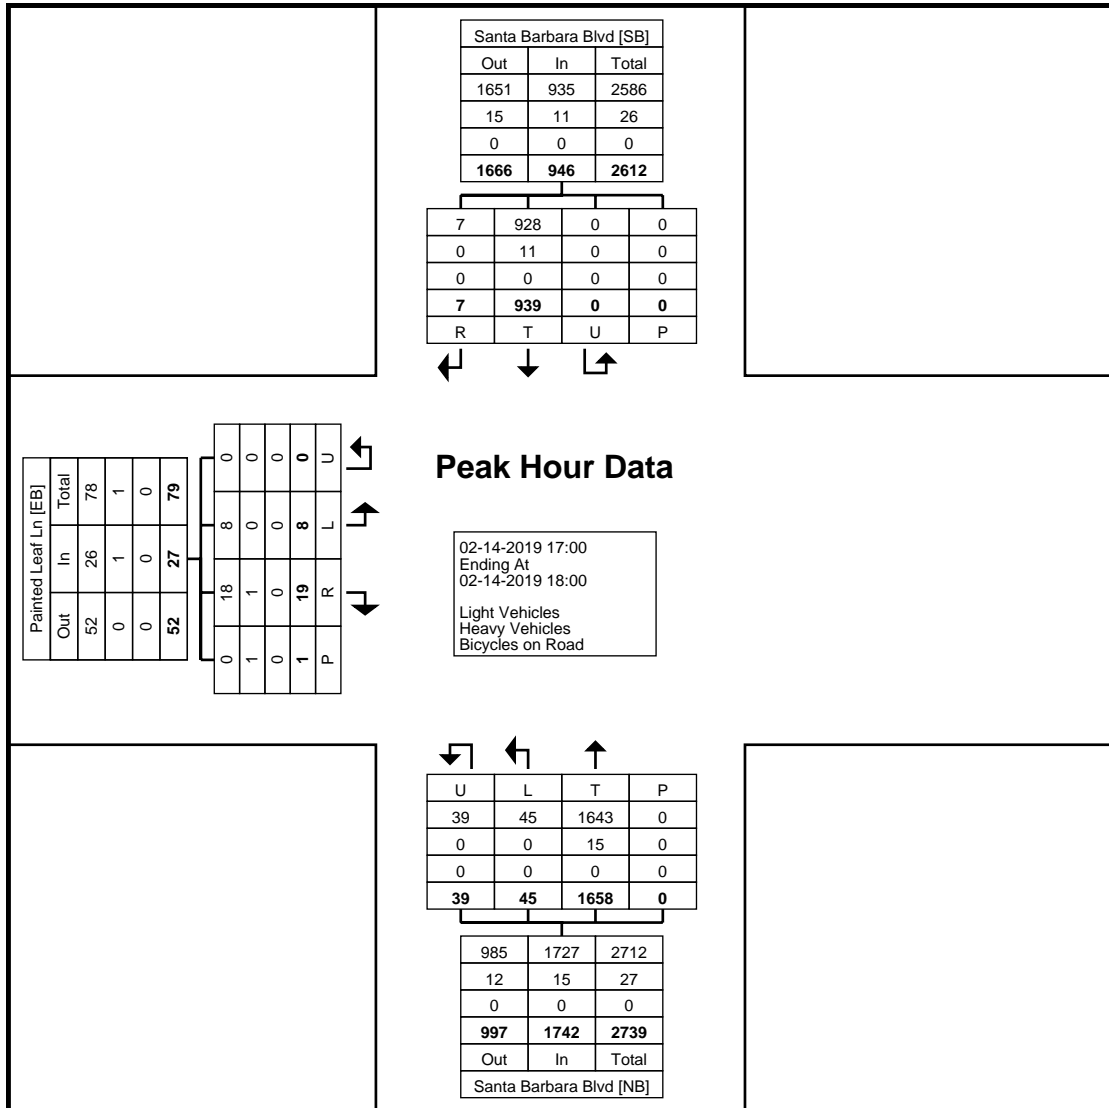 Santa Barbara Blvd [SB]
Out In Total
1651 935 2586
15 11 26
0 0 0
1666 946 2612
7 928 0 0
0 11 0 0
0 0 0 0
7 939 0 0
R T U P
Painted Leaf Ln [EB]
Out In Total
52 26 78
0 1 1
0 0 0
52 27 79
0 18 8 0
1 1 0 0
0 0 0 0
1 19 8 0
P R L U
Peak Hour Data
02-14-2019 17:00
Ending At
02-14-2019 18:00
Light Vehicles
Heavy Vehicles
Bicycles on Road
U L T P
39 45 1643 0
0 0 15 0
0 0 0 0
39 45 1658 0
985 1727 2712
12 15 27
0 0 0
997 1742 2739
Out In Total
Santa Barbara Blvd [NB]